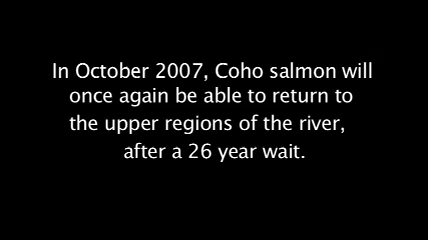 In October 2007, Coho salmon will
once again be able to return to
the upper regions of the river,
after a 26 year wait.